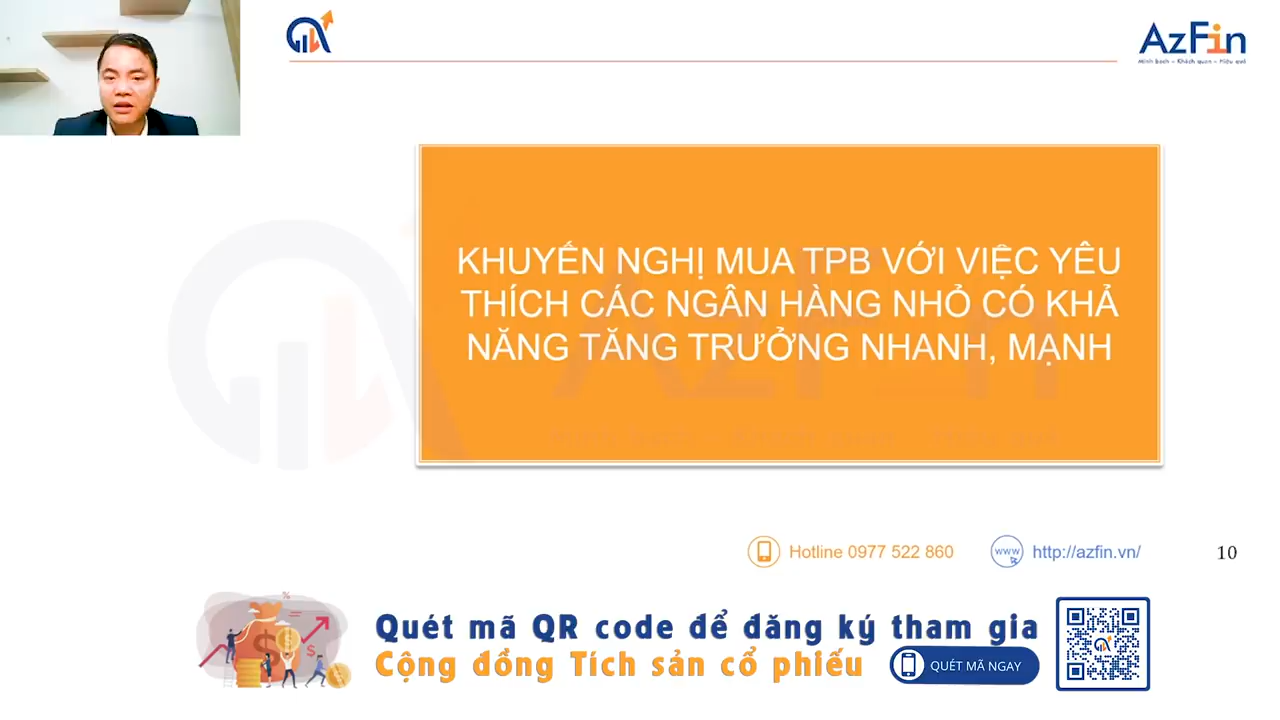 AzFin
Minh bạch - Khách quan - Hiệu quả
KHUYẾN NGHỊ MUA TPB VỚI VIỆC YÊU
THÍCH CÁC NGÂN HÀNG NHỎ CÓ KHẢ
NĂNG TĂNG TRƯỞNG NHANH, MẠNH
Hotline 0977 522 860
www
http://azfin.vn/
10
Quét mã QR code để đăng ký tham gia
Cộng đồng Tích sản cổ phiếu
QUÉT MÃ NGAY